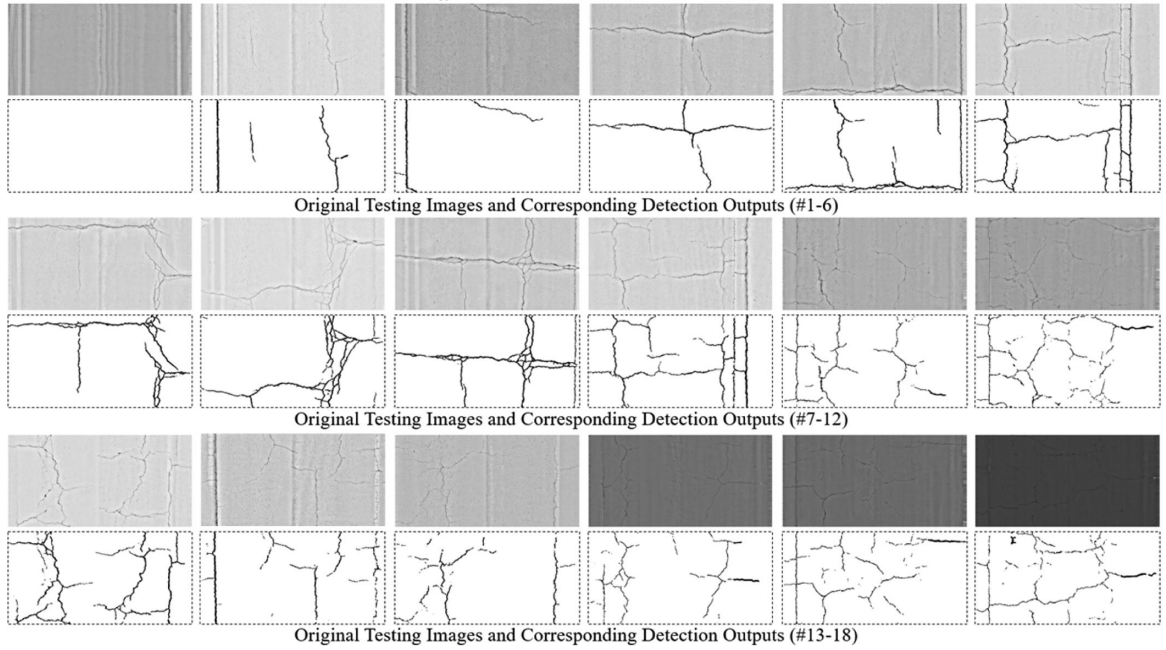 Original Testing Images and Corresponding Detection Outputs (#1-6)
Original Testing Images and Corresponding Detection Outputs (#7-12)
Original Testing Images and Corresponding Detection Outputs (#13-18)